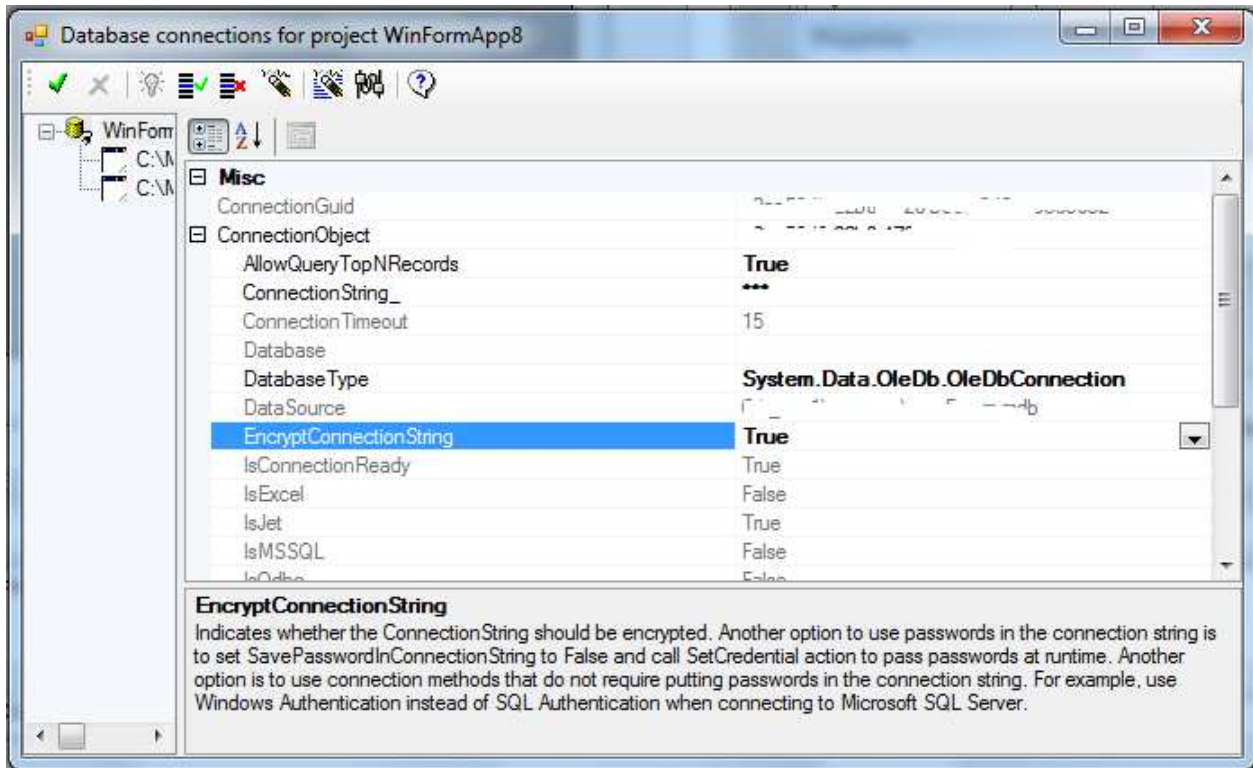 Database connections for project WinFormApp8
WinForm
C:\M
C:\M
Misc
ConnectionGuid
ConnectionObject
AllowQueryTopNRecords True
ConnectionString_ ***
ConnectionTimeout 15
Database
DatabaseType System.Data.OleDb.OleDbConnection
DataSource
EncryptConnectionString True
IsConnectionReady True
IsExcel False
IsJet True
IsMSSQL False
False
EncryptConnectionString
Indicates whether the ConnectionString should be encrypted. Another option to use passwords in the connection string is
to set SavePasswordInConnectionString to False and call SetCredential action to pass passwords at runtime. Another
option is to use connection methods that do not require putting passwords in the connection string. For example, use
Windows Authentication instead of SQL Authentication when connecting to Microsoft SQL Server.